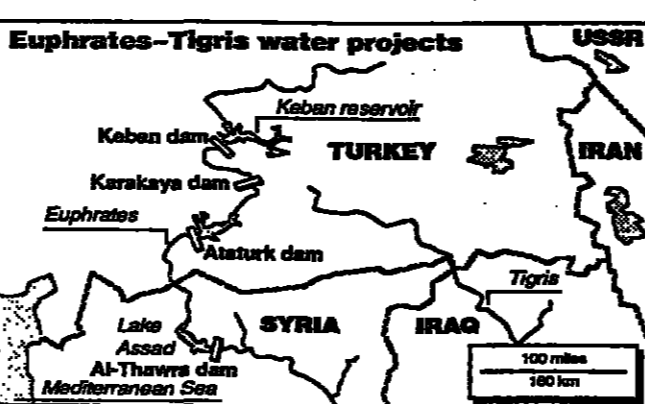 Euphrates-Tigris water projects
USSR
Keban reservoir
Keban dam
TURKEY
IRAN
Karakaya dam
Euphrates
Ataturk dam
Tigris
Lake
Assad
SYRIA
IRAQ
Al-Thawra dam
100 miles
160 km
Mediterranean Sea